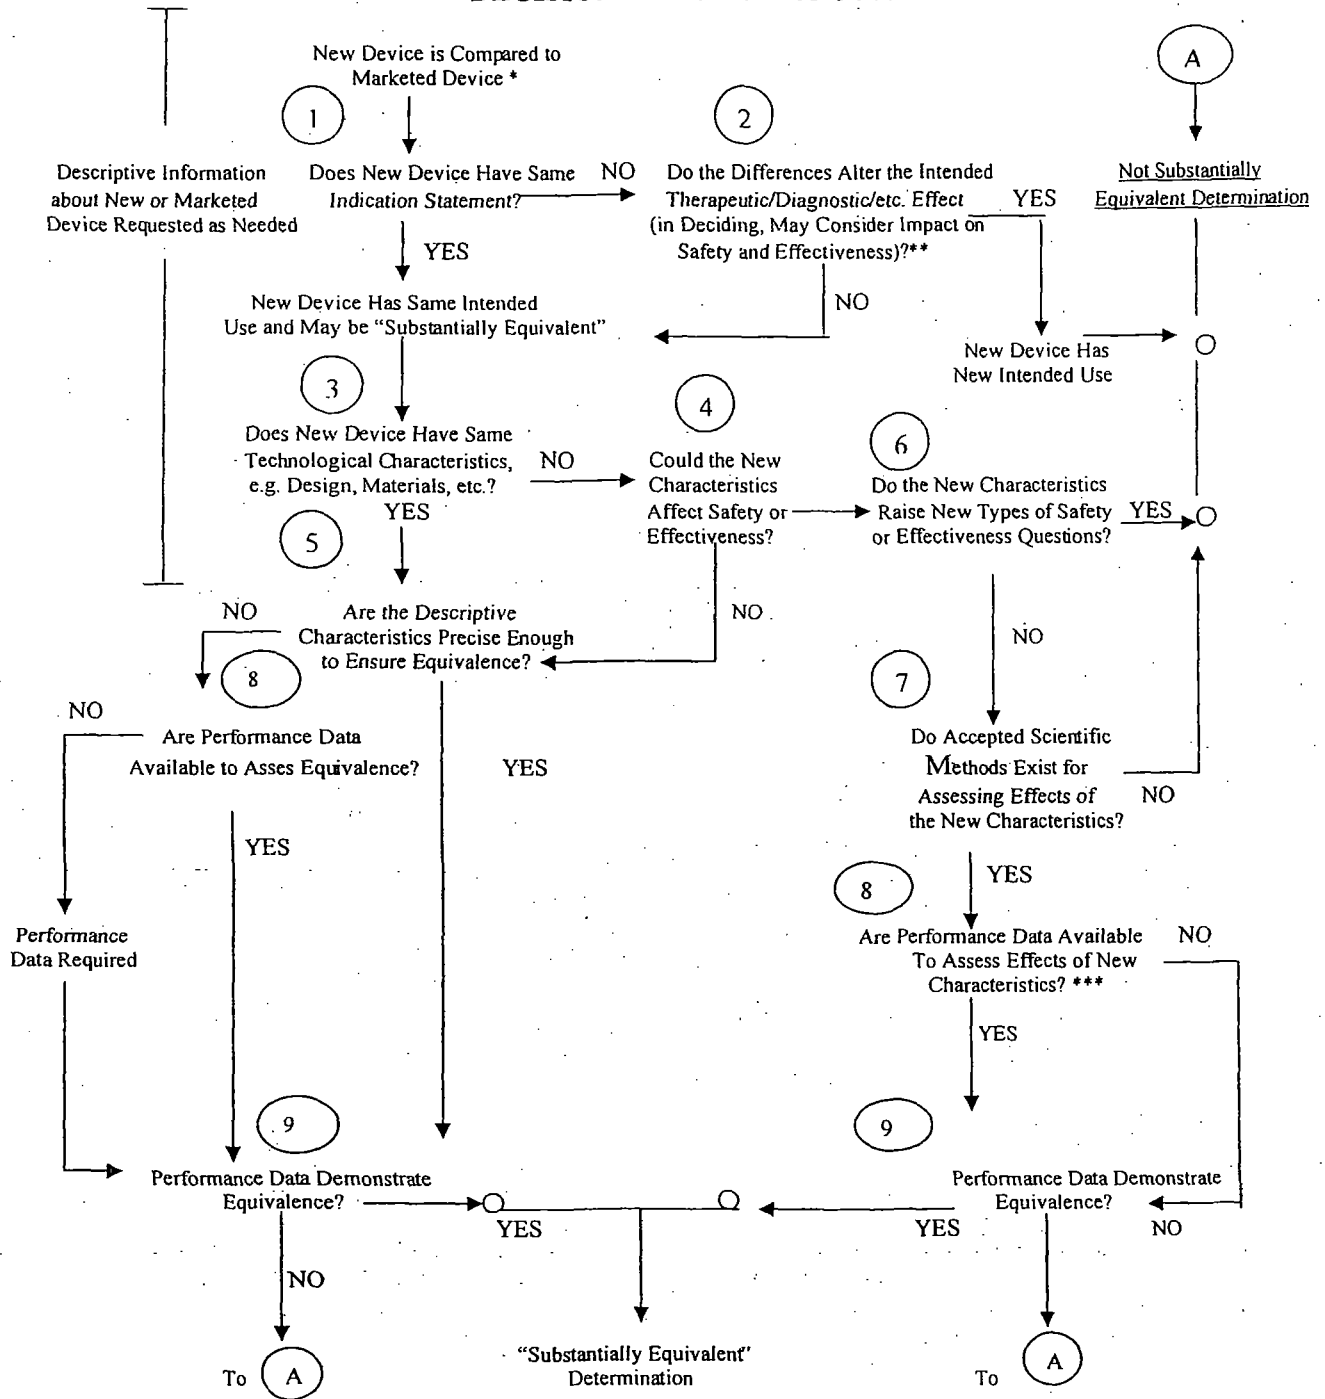 New Device is Compared to
Marketed Device *
A
1
2
Descriptive Information
about New or Marketed
Device Requested as Needed
Does New Device Have Same
Indication Statement?
NO
Do the Differences Alter the Intended
Therapeutic/Diagnostic/etc. Effect
(in Deciding, May Consider Impact on
Safety and Effectiveness)?**
YES
Not Substantially
Equivalent Determination
YES
NO
New Device Has Same Intended
Use and May be “Substantially Equivalent”
New Device Has
New Intended Use
3
4
6
Does New Device Have Same
Technological Characteristics,
e.g. Design, Materials, etc.?
NO
Could the New
Characteristics
Affect Safety or
Effectiveness?
Do the New Characteristics
Raise New Types of Safety
or Effectiveness Questions?
YES
YES
5
NO
Are the Descriptive
Characteristics Precise Enough
to Ensure Equivalence?
NO
NO
8
7
NO
Are Performance Data
Available to Asses Equivalence?
YES
Do Accepted Scientific
Methods Exist for
Assessing Effects of
the New Characteristics?
NO
YES
YES
8
Performance
Data Required
Are Performance Data Available
To Assess Effects of New
Characteristics? ***
NO
YES
9
9
Performance Data Demonstrate
Equivalence?
YES
Performance Data Demonstrate
Equivalence?
YES
NO
NO
“Substantially Equivalent”
Determination
To
A
To
A